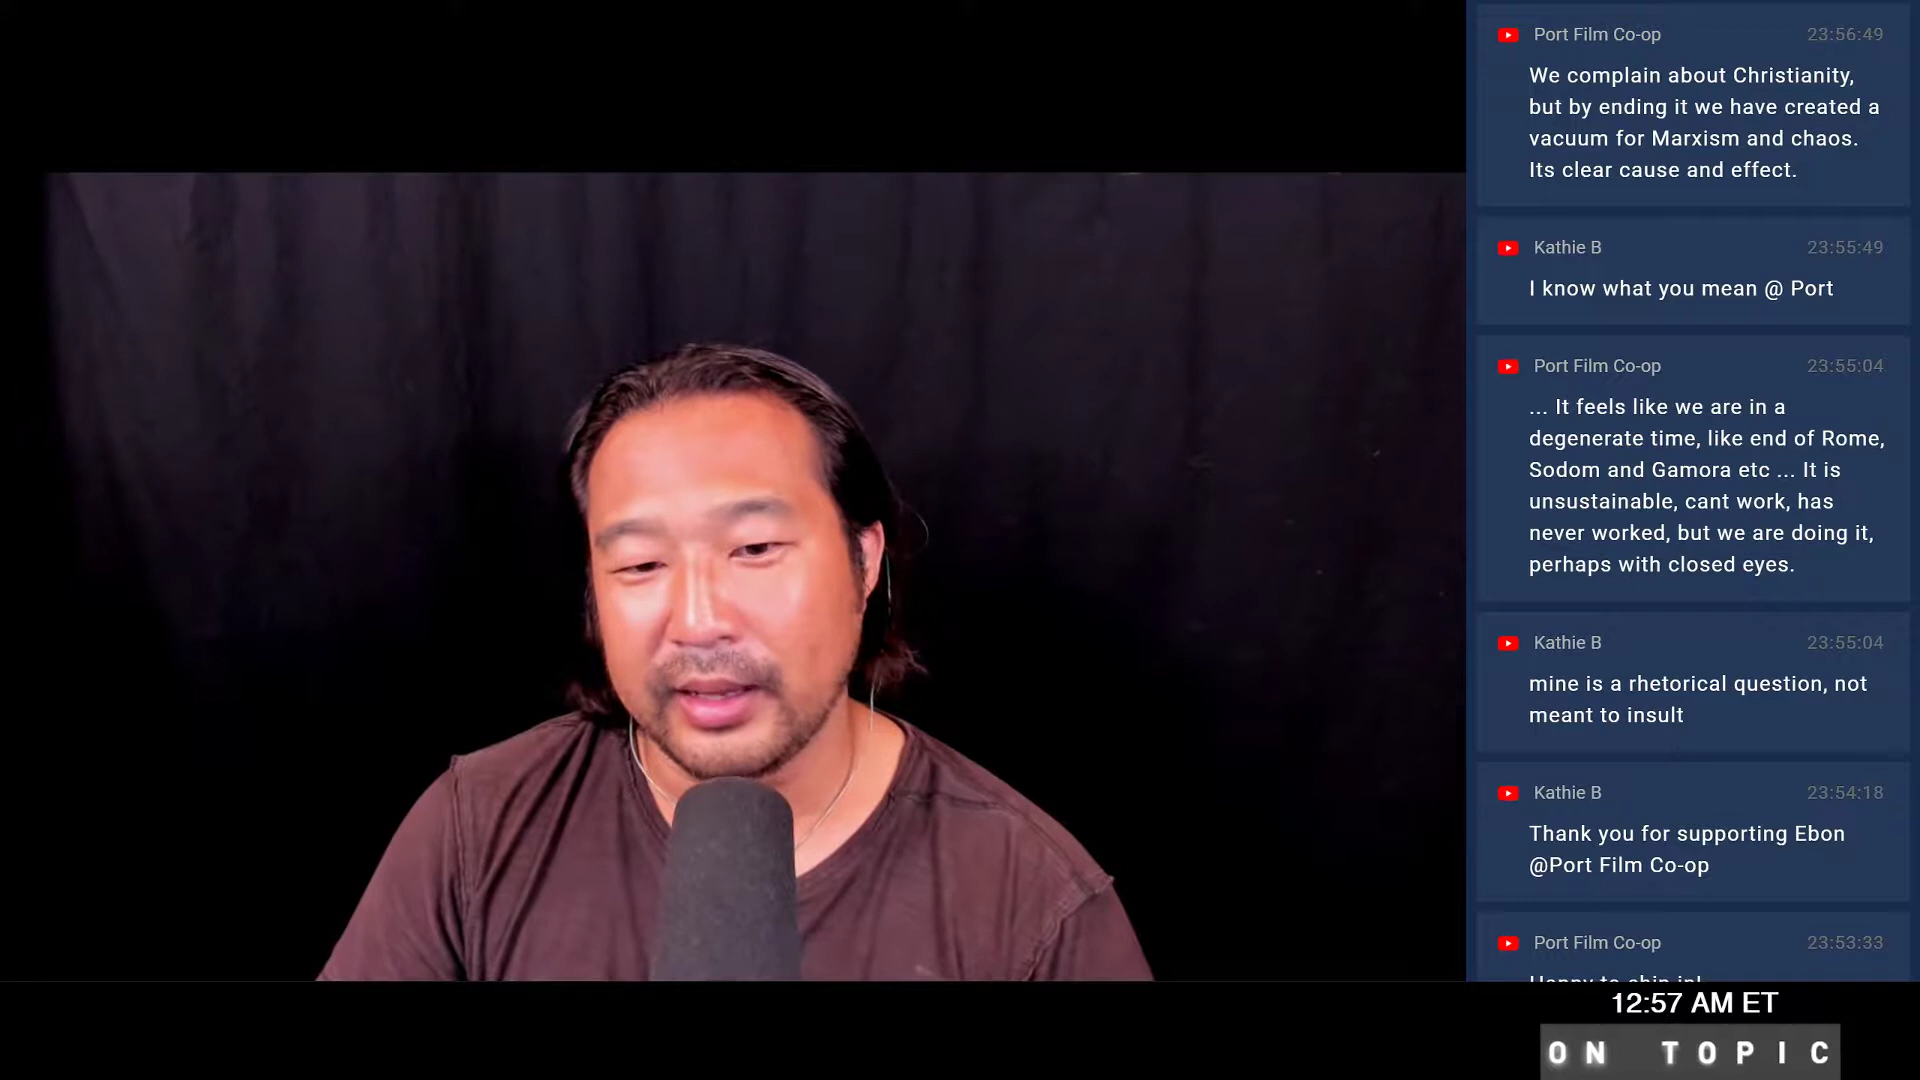 Port Film Co-op 23:56:49
We complain about Christianity,
but by ending it we have created a
vacuum for Marxism and chaos.
Its clear cause and effect.
Kathie B 23:55:49
I know what you mean @ Port
Port Film Co-op 23:55:04
... It feels like we are in a
degenerate time, like end of Rome,
Sodom and Gamora etc ... It is
unsustainable, cant work, has
never worked, but we are doing it,
perhaps with closed eyes.
Kathie B 23:55:04
mine is a rhetorical question, not
meant to insult
Kathie B 23:54:18
Thank you for supporting Ebon
@Port Film Co-op
Port Film Co-op 23:53:33
Happy to chip in!
12:57 AM ET
ON TOPIC